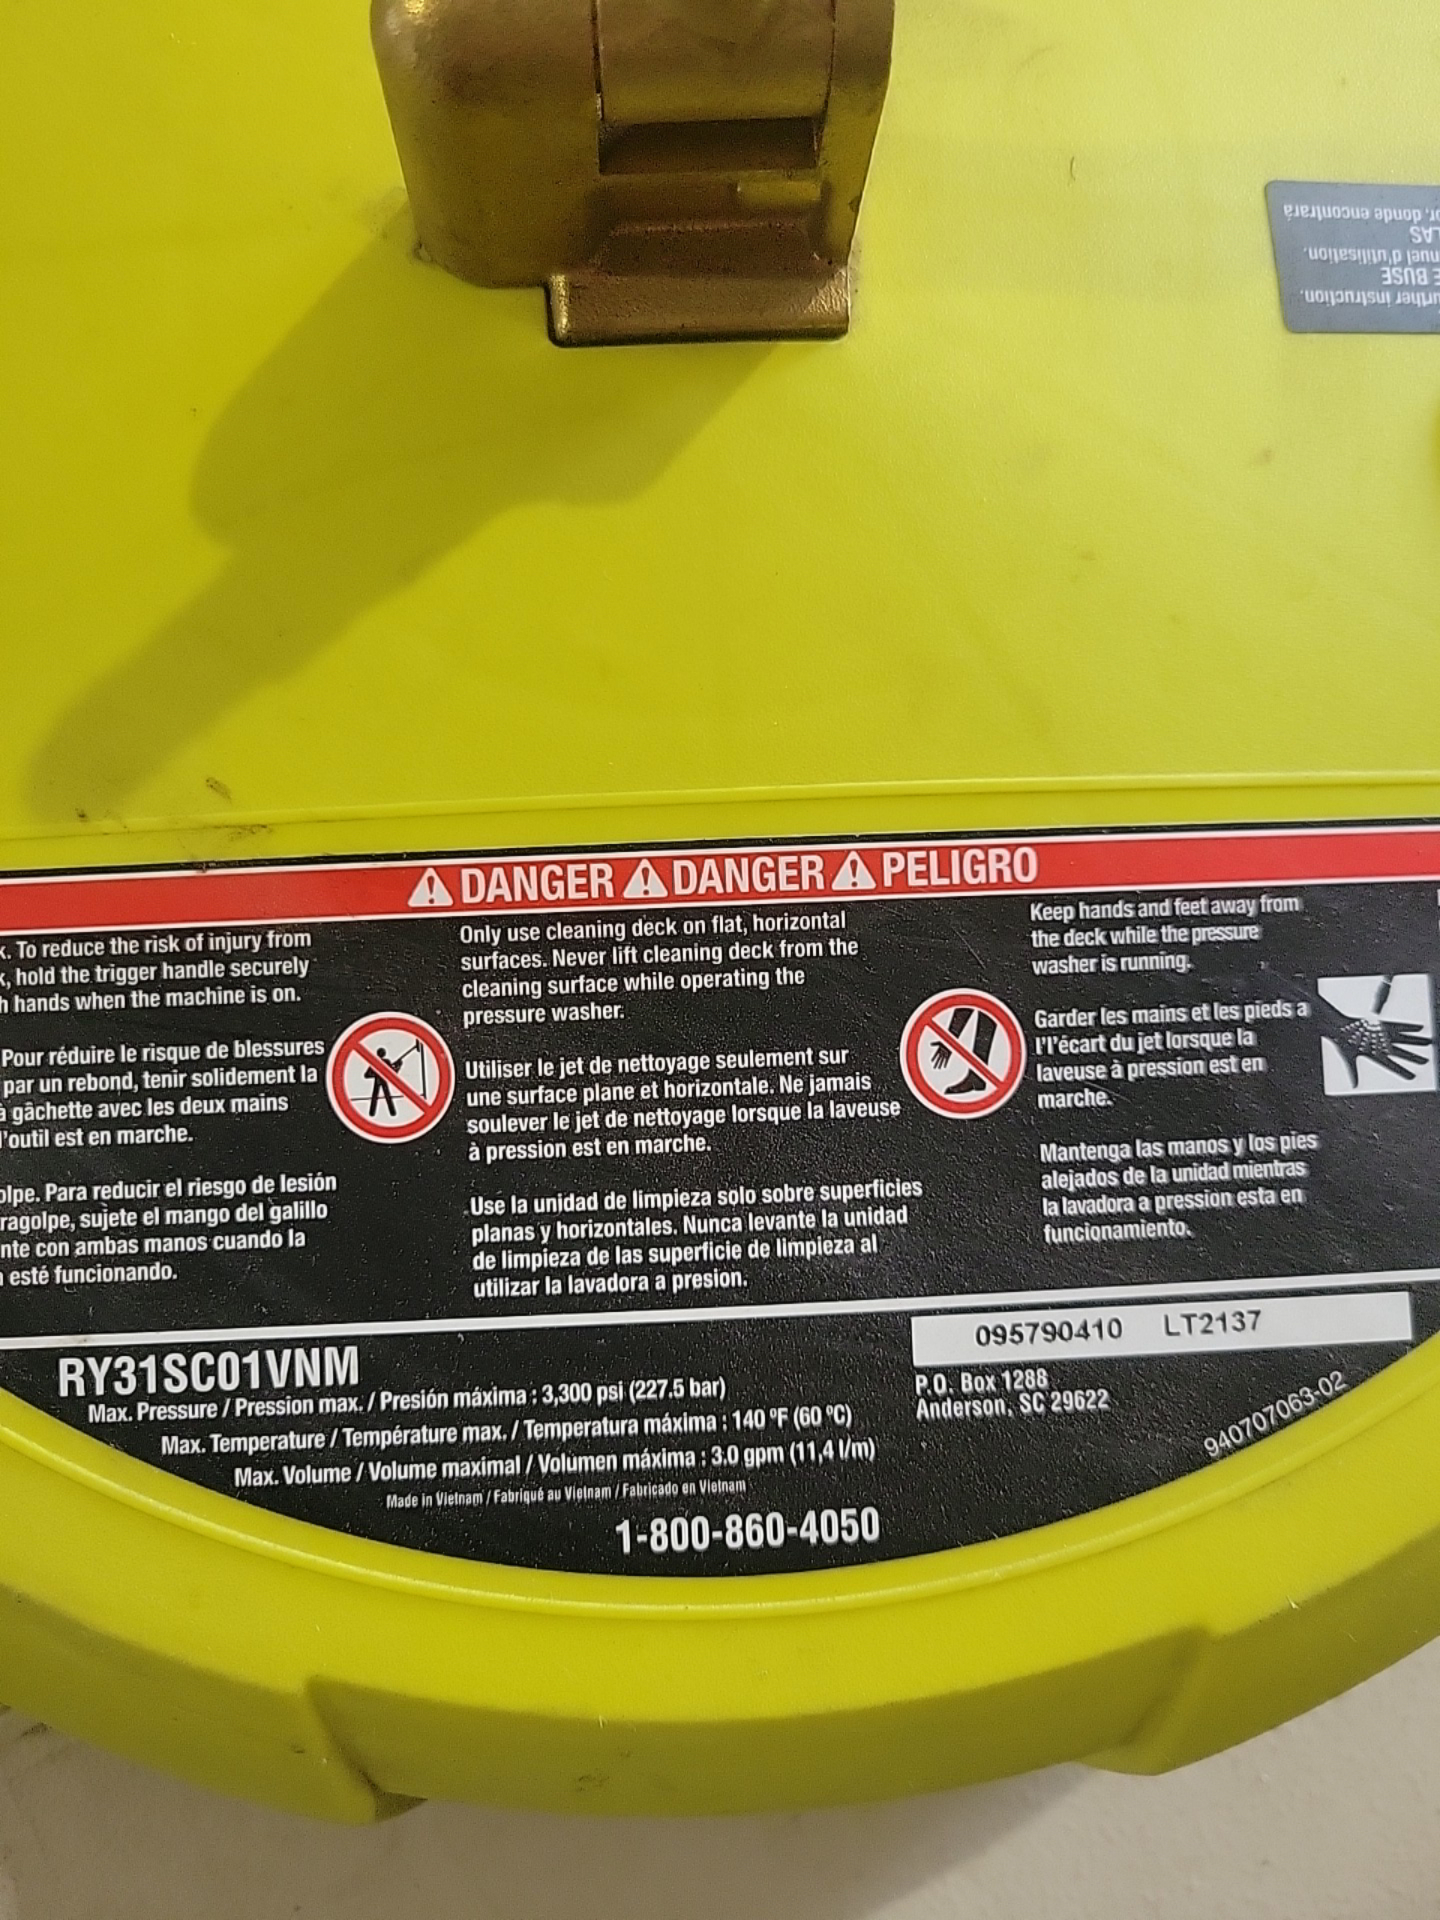 or, donde encontrará
LAS
nuel d'utilisation.
E BUSE
urther instruction.
DANGER DANGER PELIGRO
k. To reduce the risk of injury from
k, hold the trigger handle securely
h hands when the machine is on.
Pour réduire le risque de blessures
par un rebond, tenir solidement la
à gâchette avec les deux mains
l'outil est en marche.
olpe. Para reducir el riesgo de lesión
ragolpe, sujete el mango del galillo
nte con ambas manos cuando la
esté funcionando.
Only use cleaning deck on flat, horizontal
surfaces. Never lift cleaning deck from the
cleaning surface while operating the
pressure washer.
Utiliser le jet de nettoyage seulement sur
une surface plane et horizontale. Ne jamais
soulever le jet de nettoyage lorsque la laveuse
à pression est en marche.
Use la unidad de limpieza solo sobre superficies
planas y horizontales. Nunca levante la unidad
de limpieza de las superficie de limpieza al
utilizar la lavadora a presion.
Keep hands and feet away from
the deck while the pressure
washer is running.
Garder les mains et les pieds a
l'l'écart du jet lorsque la
laveuse à pression est en
marche.
Mantenga las manos y los pies
alejados de la unidad mientras
la lavadora a pression esta en
funcionamiento.
RY31SC01VNM
Max. Pressure / Pression max. / Presión máxima : 3,300 psi (227.5 bar)
Max. Temperature / Température max. / Temperatura máxima : 140 ºF (60 ºC)
Max. Volume / Volume maximal / Volumen máxima : 3.0 gpm (11,4 l/m)
Made in Vietnam / Fabriqué au Vietnam / Fabricado en Vietnam
1-800-860-4050
095790410 LT2137
P.O. Box 1288
Anderson, SC 29622
940707063-02